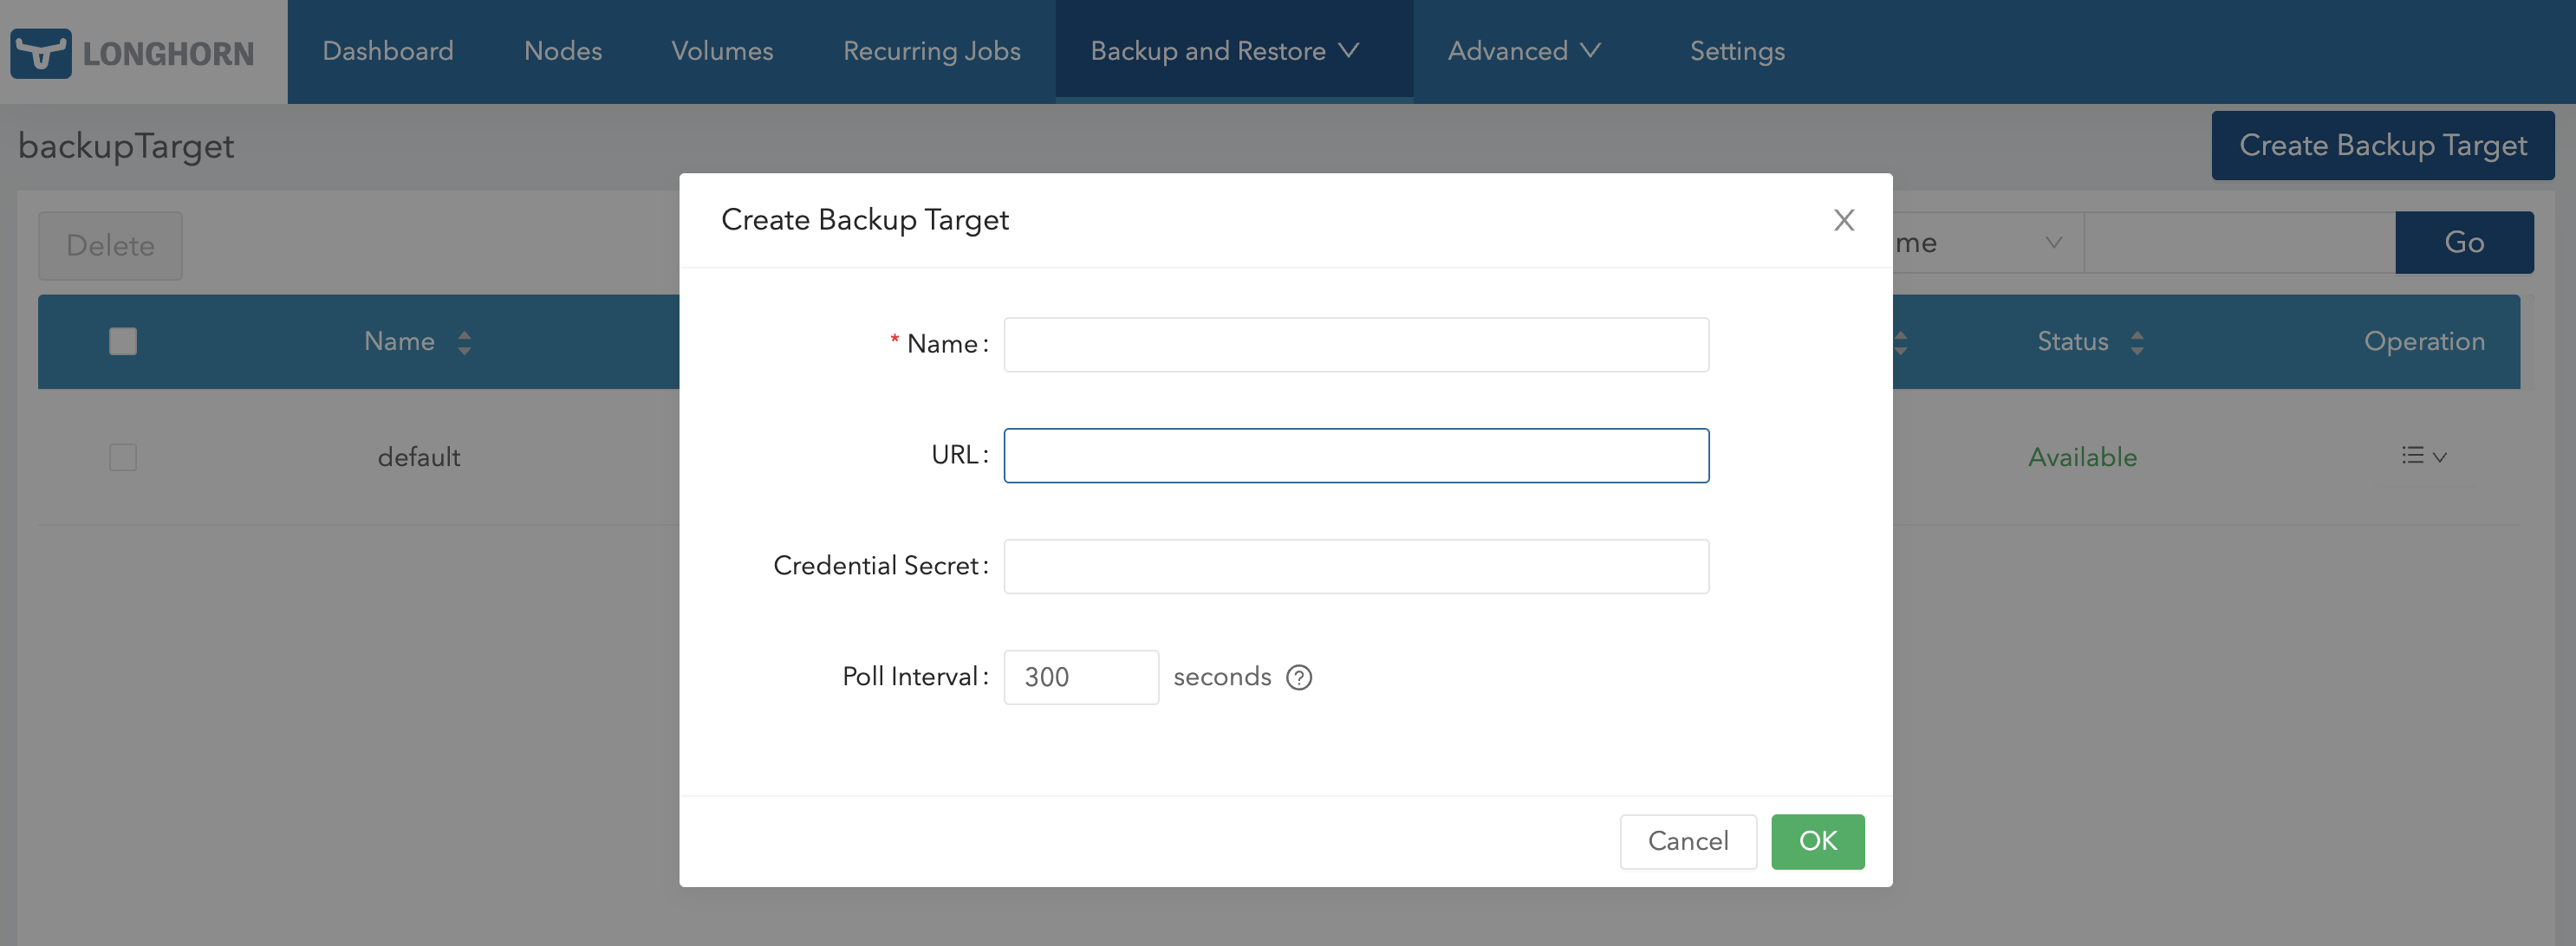 LONGHORN
Dashboard
Nodes
Volumes
Recurring Jobs
Backup and Restore
Advanced
Settings
backupTarget
Create Backup Target
Delete
Go
Name
Status
Operation
default
Available
Create Backup Target
* Name:
URL:
Credential Secret:
Poll Interval: 300 seconds ?
Cancel
OK